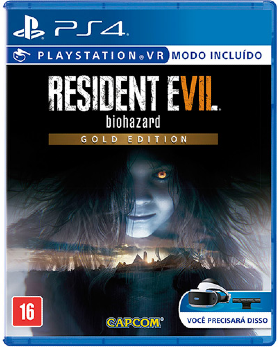 PS4
PLAYSTATION®VR MODO INCLUÍDO
RESIDENT EVIL.
biohazard
GOLD EDITION
16
VOCÊ PRECISARÁ DISSO
CAPCOM